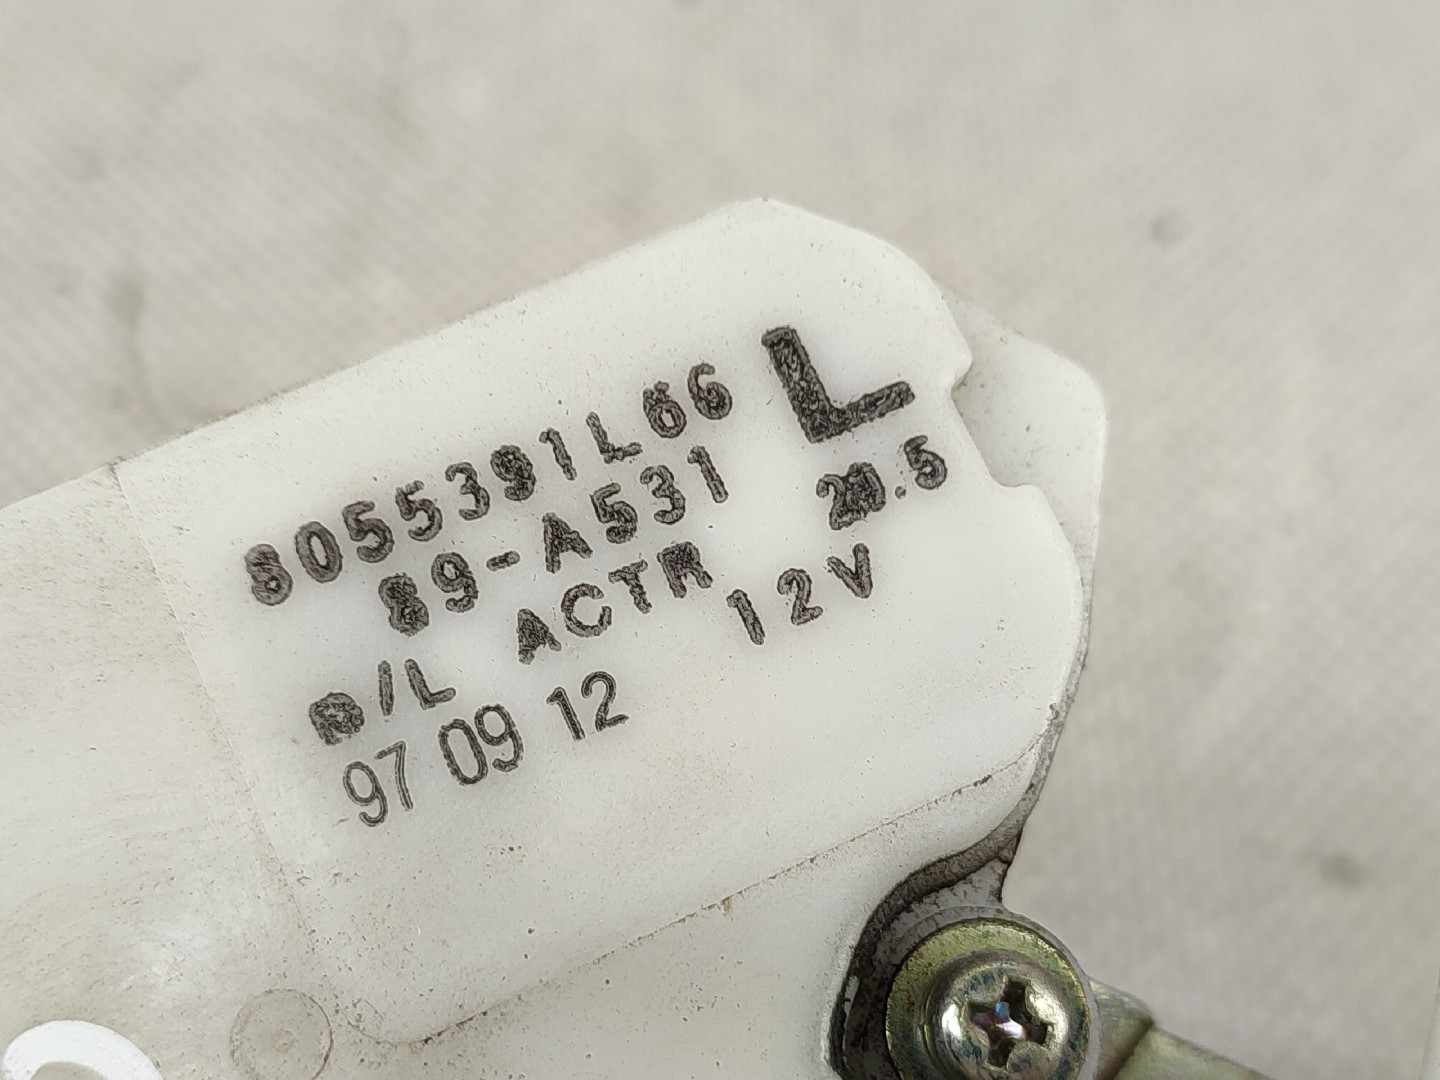 8055391L66
L
89-A531
20.5
D/L ACTR 12V
97 09 12